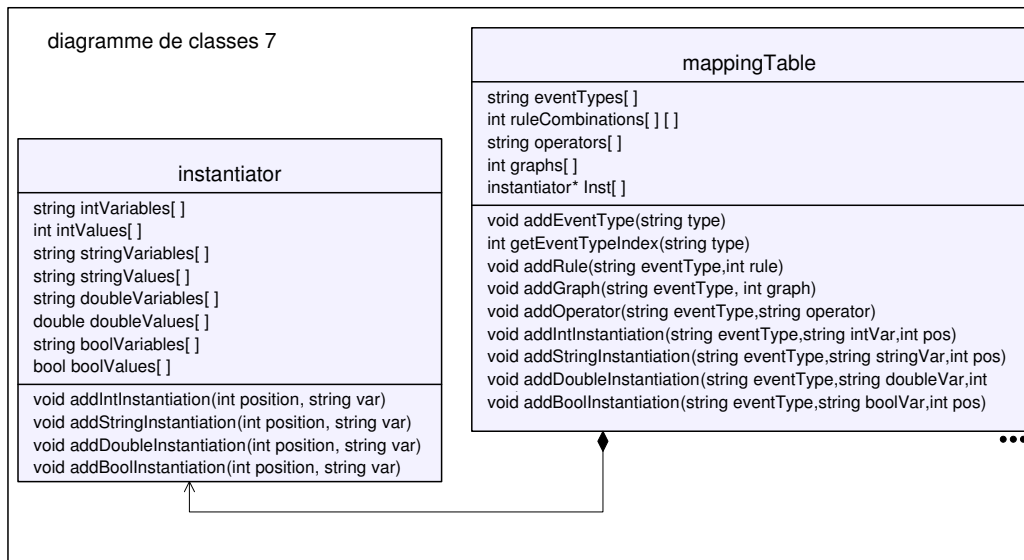 diagramme de classes 7
mappingTable
string eventTypes[ ]
int ruleCombinations[ ] [ ]
string operators[ ]
int graphs[ ]
instantiator* Inst[ ]
void addEventType(string type)
int getEventTypeIndex(string type)
void addRule(string eventType,int rule)
void addGraph(string eventType, int graph)
void addOperator(string eventType,string operator)
void addIntInstantiation(string eventType,string intVar,int pos)
void addStringInstantiation(string eventType,string stringVar,int pos)
void addDoubleInstantiation(string eventType,string doubleVar,int
void addBoolInstantiation(string eventType,string boolVar,int pos)
instantiator
string intVariables[ ]
int intValues[ ]
string stringVariables[ ]
string stringValues[ ]
string doubleVariables[ ]
double doubleValues[ ]
string boolVariables[ ]
bool boolValues[ ]
void addIntInstantiation(int position, string var)
void addStringInstantiation(int position, string var)
void addDoubleInstantiation(int position, string var)
void addBoolInstantiation(int position, string var)